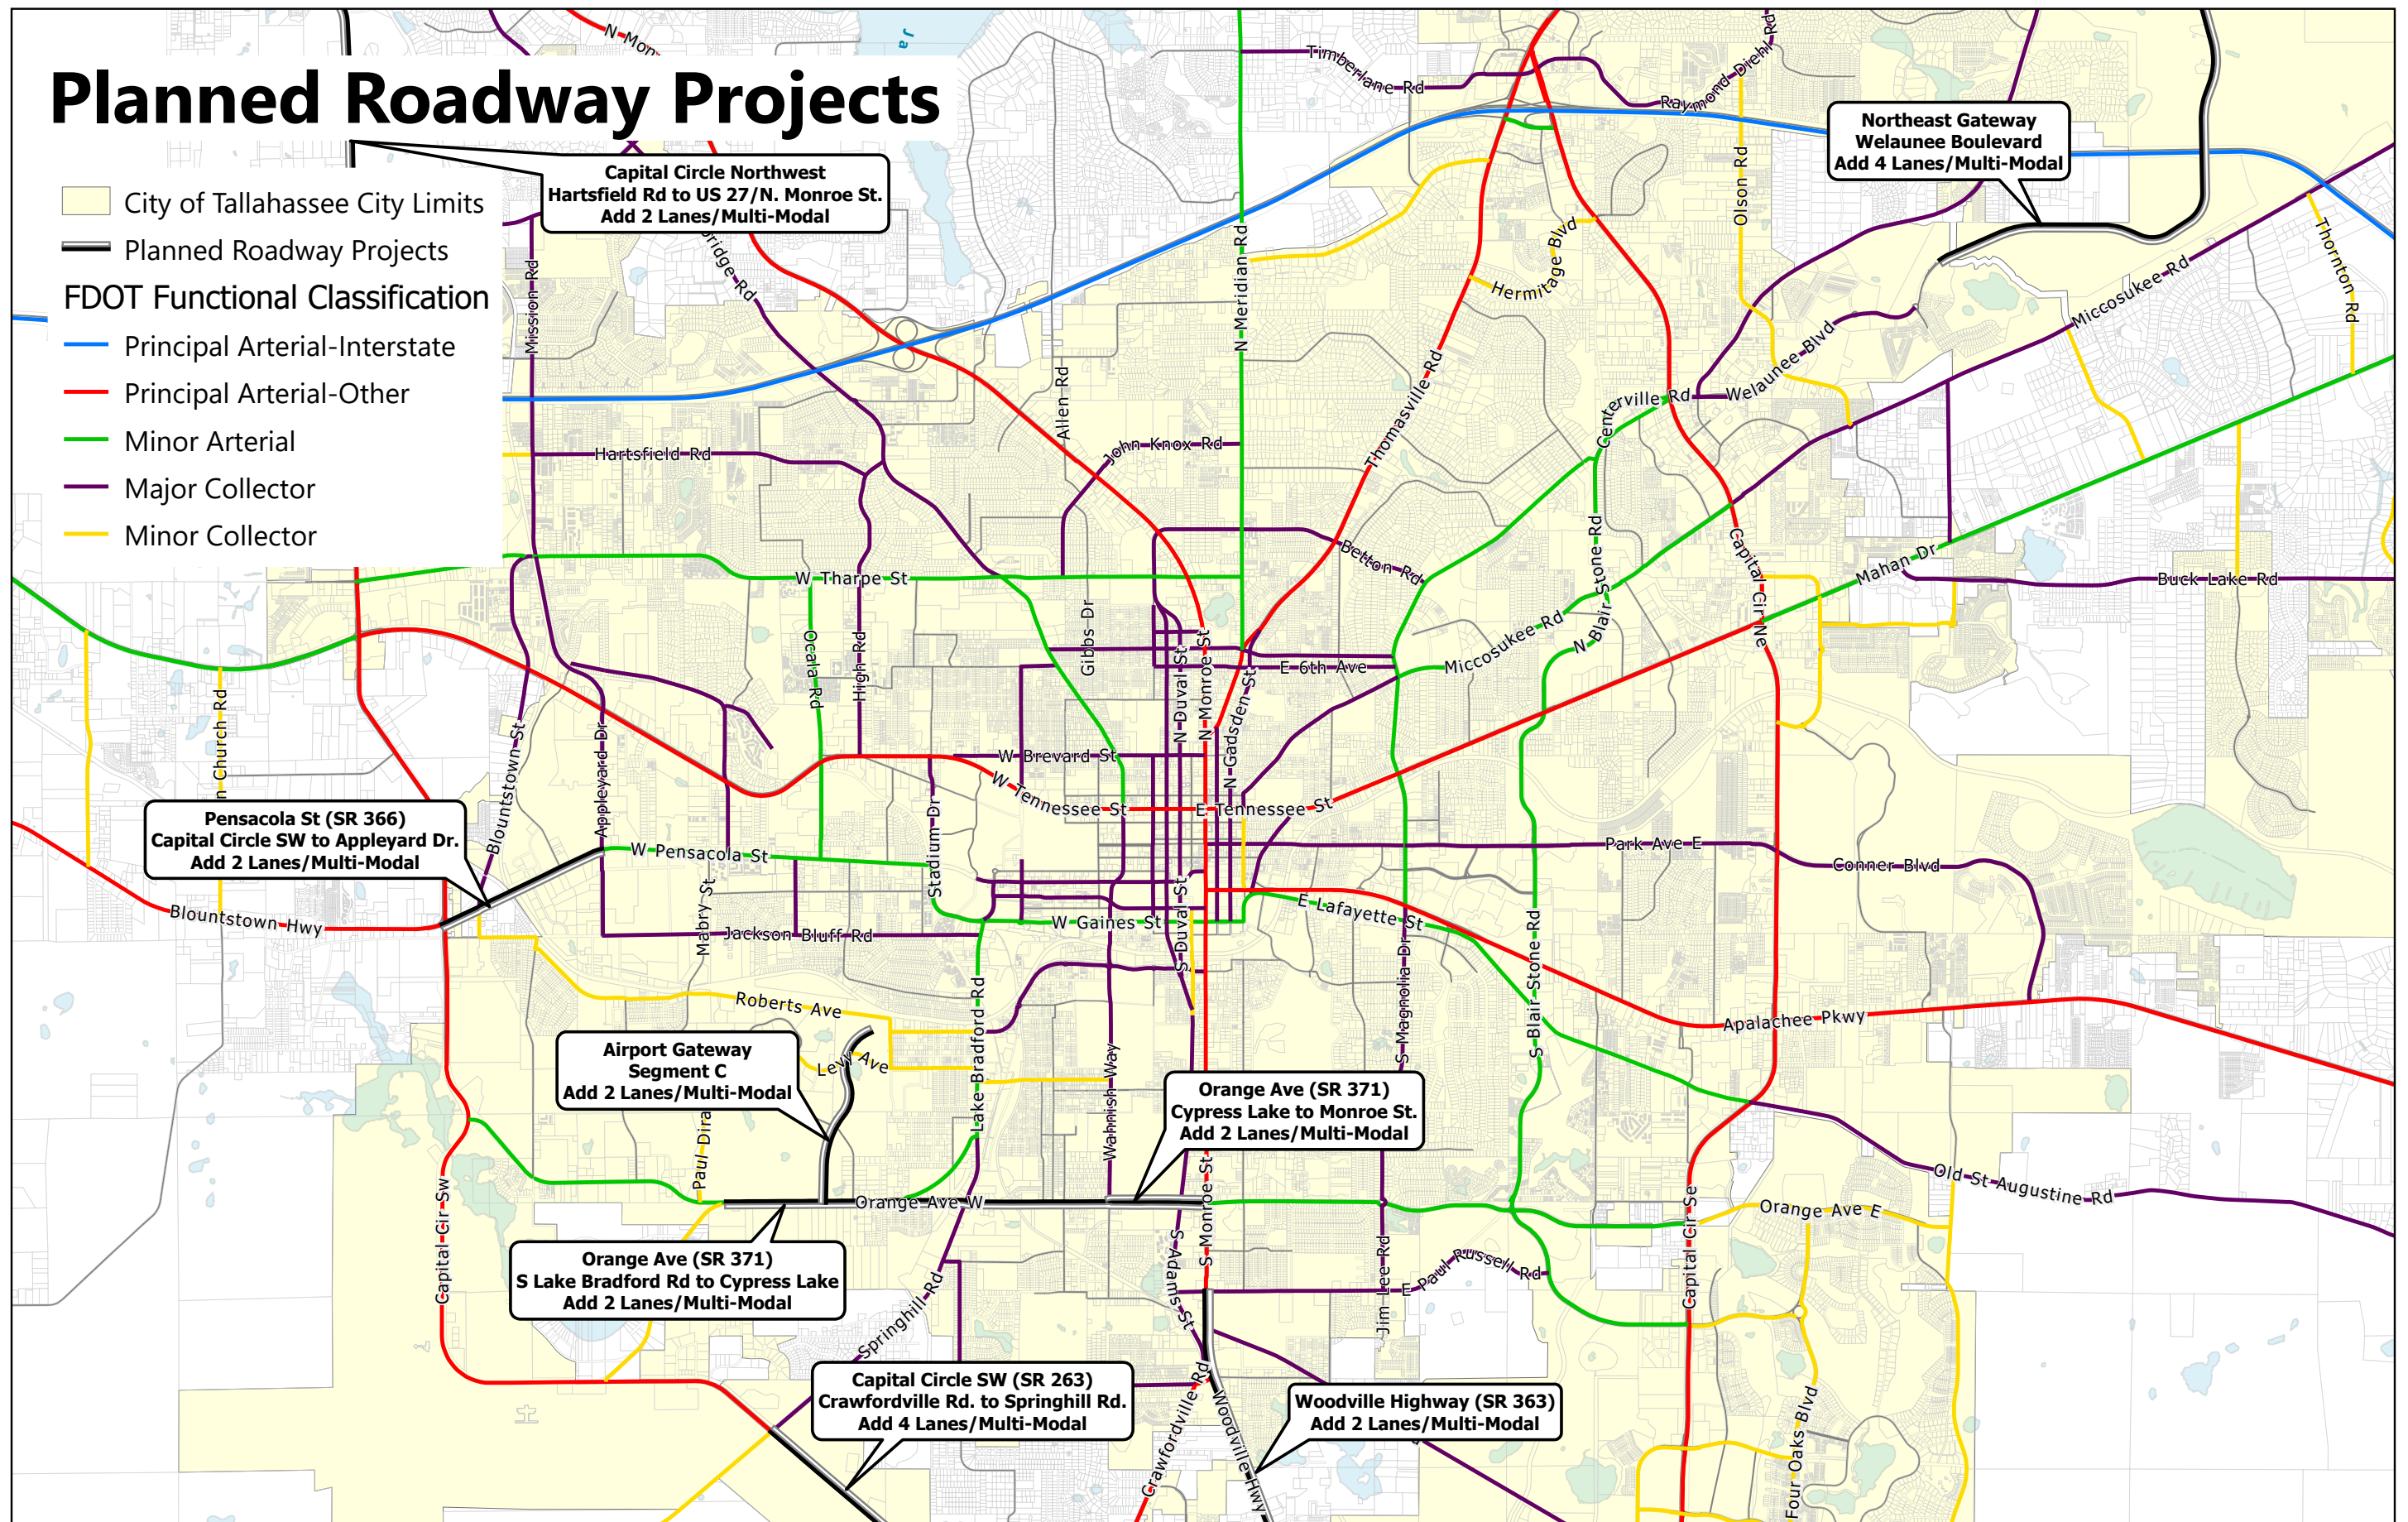 Planned Roadway Projects
City of Tallahassee City Limits
Planned Roadway Projects
FDOT Functional Classification
Principal Arterial-Interstate
Principal Arterial-Other
Minor Arterial
Major Collector
Minor Collector
Capital Circle Northwest
Hartsfield Rd to US 27/N. Monroe St.
Add 2 Lanes/Multi-Modal
Northeast Gateway
Welaunee Boulevard
Add 4 Lanes/Multi-Modal
Pensacola St (SR 366)
Capital Circle SW to Appleyard Dr.
Add 2 Lanes/Multi-Modal
Airport Gateway
Segment C
Add 2 Lanes/Multi-Modal
Orange Ave (SR 371)
Cypress Lake to Monroe St.
Add 2 Lanes/Multi-Modal
Orange Ave (SR 371)
S Lake Bradford Rd to Cypress Lake
Add 2 Lanes/Multi-Modal
Capital Circle SW (SR 263)
Crawfordville Rd. to Springhill Rd.
Add 4 Lanes/Multi-Modal
Woodville Highway (SR 363)
Add 2 Lanes/Multi-Modal
N Mon
Ja
Timberlane Rd
Raymond Diehl Rd
Olson Rd
Thornton Rd
Miccosukee Rd
Hermitage Blvd
N Meridian Rd
Mission Rd
bridge Rd
Allen Rd
John Knox Rd
Hartsfield Rd
Thomasville Rd
Centerville Rd
Welaunee Blvd
Betton Rd
N Blair Stone Rd
Capital Cir Ne
Mahan Dr
Buck Lake Rd
W Tharpe St
Ocala Rd
High Rd
Gibbs Dr
N Duval St
N Monroe St
N Gadsden St
E 6th Ave
Miccosukee Rd
n Church Rd
Blountstown St
Appleyard Dr
W Brevard St
W Tennessee St
E Tennessee St
W Pensacola St
Stadium Dr
Mabry St
Jackson Bluff Rd
Blountstown Hwy
W Gaines St
S Duval St
E Lafayette St
Park Ave E
Conner Blvd
S Magnolia Dr
S Blair Stone Rd
Apalachee Pkwy
Roberts Ave
Levy Ave
Lake Bradford Rd
Wahnish Way
Paul Dira
Orange Ave W
S Monroe St
S Adams St
Jim Lee Rd
E Paul Russell Rd
Capital Cir Se
Orange Ave E
Old St Augustine Rd
Capital Cir Sw
Springhill Rd
Crawfordville Rd
Woodville Hwy
Four Oaks Blvd